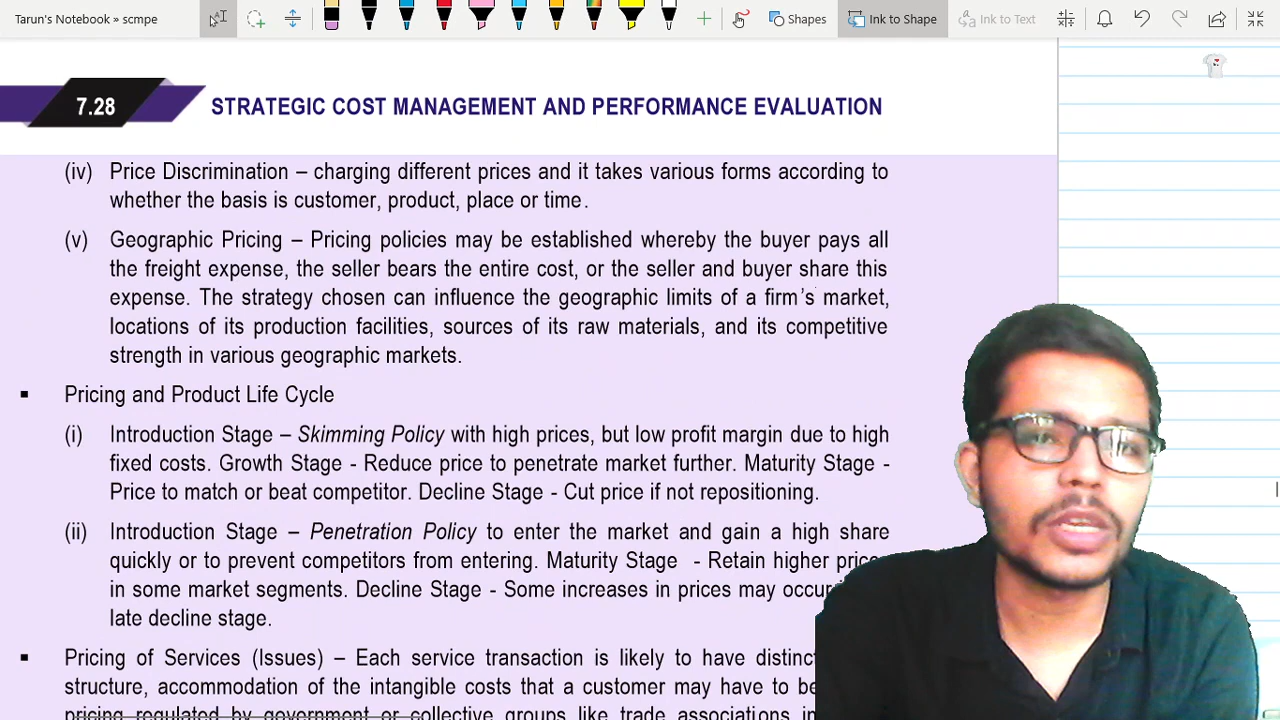 Tarun's Notebook » scmpe
Shapes
Ink to Shape
Ink to Text
7.28
STRATEGIC COST MANAGEMENT AND PERFORMANCE EVALUATION
(iv) Price Discrimination – charging different prices and it takes various forms according to
whether the basis is customer, product, place or time.
(v) Geographic Pricing – Pricing policies may be established whereby the buyer pays all
the freight expense, the seller bears the entire cost, or the seller and buyer share this
expense. The strategy chosen can influence the geographic limits of a firm's market,
locations of its production facilities, sources of its raw materials, and its competitive
strength in various geographic markets.
▪ Pricing and Product Life Cycle
(i) Introduction Stage – Skimming Policy with high prices, but low profit margin due to high
fixed costs. Growth Stage - Reduce price to penetrate market further. Maturity Stage -
Price to match or beat competitor. Decline Stage - Cut price if not repositioning.
(ii) Introduction Stage – Penetration Policy to enter the market and gain a high share
quickly or to prevent competitors from entering. Maturity Stage - Retain higher
in some market segments. Decline Stage - Some increases in prices may occur
late decline stage.
▪ Pricing of Services (Issues) – Each service transaction is likely to have
structure, accommodation of the intangible costs that a customer may have to
pricing regulated by government or collective groups like trade associations